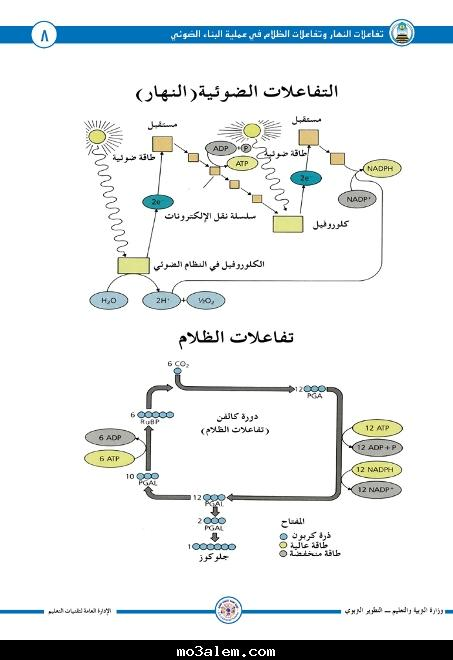 تفاعلات النهار وتفاعلات الظلام في عملية البناء الضوئي
٨
التفاعلات الضوئية (النهار)
مستقبل
مستقبل
ADP + P
ATP
طاقة ضوئية
طاقة ضوئية
NADPH
2e⁻
2e⁻
NADP⁺
سلسلة نقل الإلكترونات
كلوروفيل
الكلوروفيل في النظام الضوئي
H₂O
2H⁺ + ½O₂
تفاعلات الظلام
6 CO₂
12
PGA
6
RuBP
دورة كالفن
(تفاعلات الظلام)
6 ADP
6 ATP
12 ATP
12 ADP + P
12 NADPH
12 NADP⁺
10
PGAL
12
PGAL
2
PGAL
1
جلوكوز
المفتاح
ذرة كربون
طاقة عالية
طاقة منخفضة
وزارة التربية والتعليم – التطوير التربوي
الإدارة العامة لتقنيات التعليم
mo3alem.com